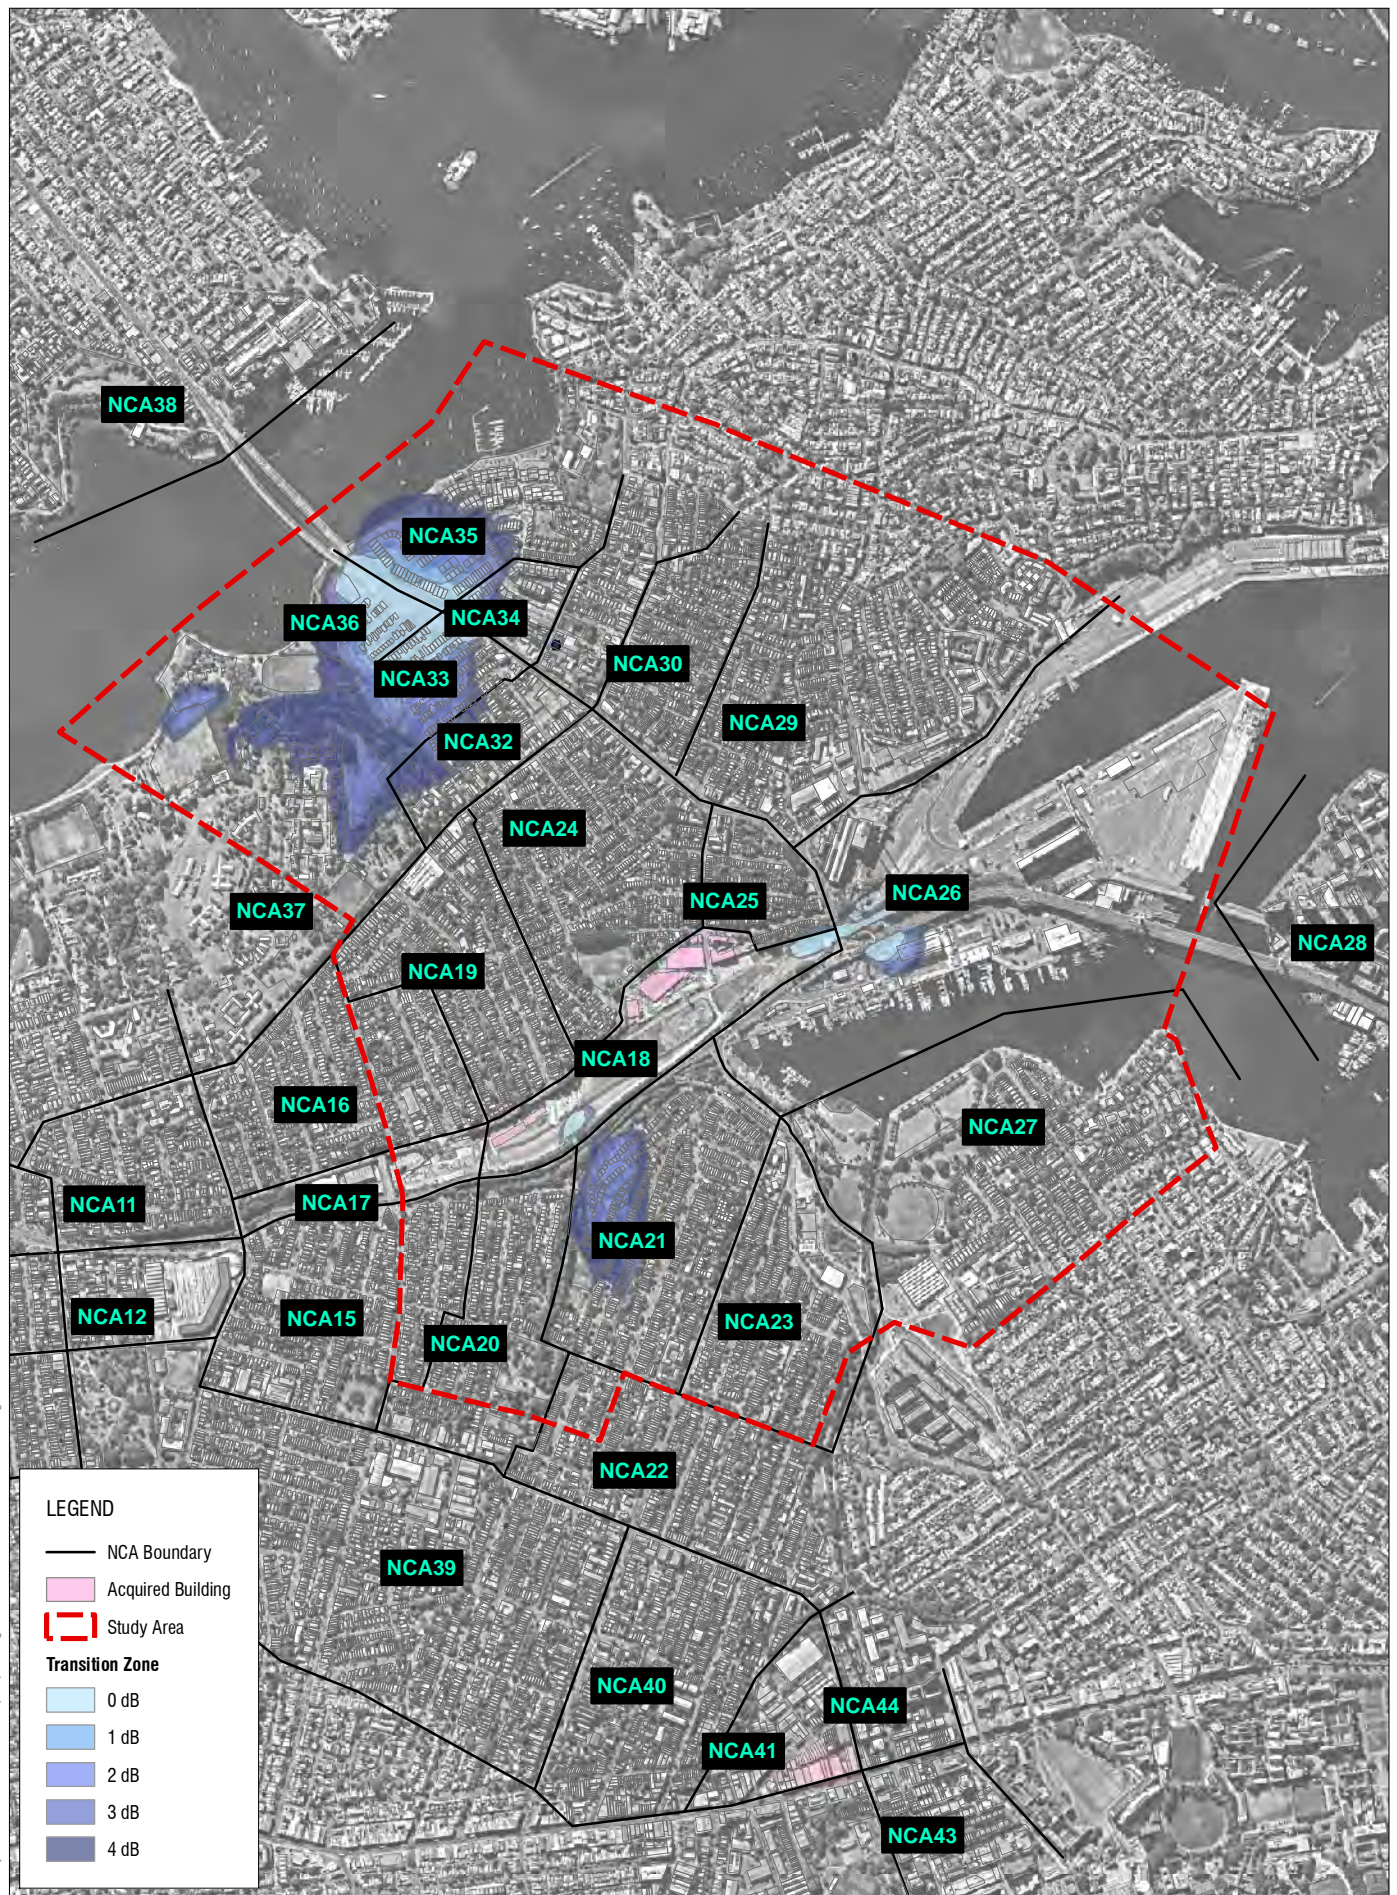 NCA38
NCA35
NCA36
NCA34
NCA30
NCA33
NCA29
NCA32
NCA24
NCA26
NCA25
NCA37
NCA28
NCA19
NCA18
NCA16
NCA27
NCA17
NCA11
NCA21
NCA12
NCA15
NCA23
NCA20
NCA22
NCA39
NCA40
NCA44
NCA41
NCA43
LEGEND
NCA Boundary
Acquired Building
Study Area
Transition Zone
0 dB
1 dB
2 dB
3 dB
4 dB